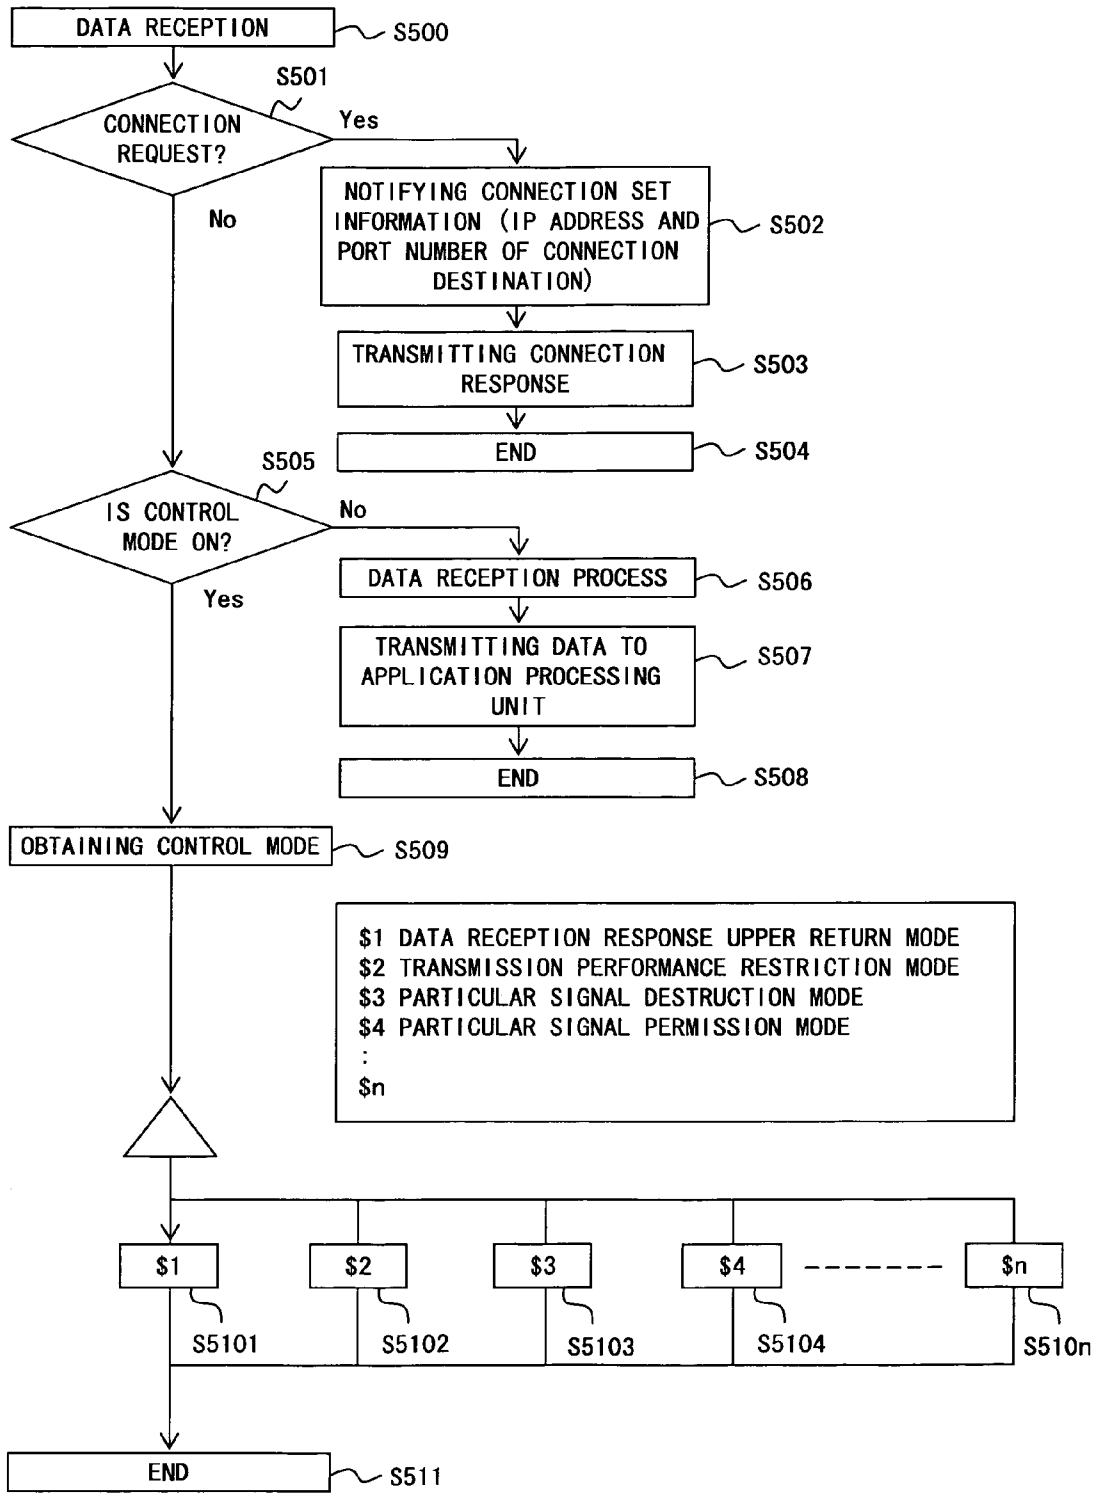 DATA RECEPTION
S500
S501
CONNECTION
REQUEST?
Yes
No
NOTIFYING CONNECTION SET
INFORMATION (IP ADDRESS AND
PORT NUMBER OF CONNECTION
DESTINATION)
S502
TRANSMITTING CONNECTION
RESPONSE
S503
END
S504
S505
IS CONTROL
MODE ON?
No
Yes
DATA RECEPTION PROCESS
S506
TRANSMITTING DATA TO
APPLICATION PROCESSING
UNIT
S507
END
S508
OBTAINING CONTROL MODE
S509
$1 DATA RECEPTION RESPONSE UPPER RETURN MODE
$2 TRANSMISSION PERFORMANCE RESTRICTION MODE
$3 PARTICULAR SIGNAL DESTRUCTION MODE
$4 PARTICULAR SIGNAL PERMISSION MODE
:
$n
$1
$2
$3
$4
$n
S5101
S5102
S5103
S5104
S510n
END
S511